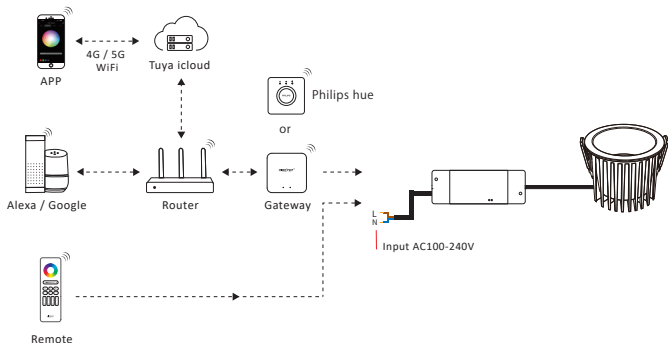 4G / 5G
WiFi
APP
Tuya icloud
Philips hue
or
Alexa / Google
Router
Gateway
L
N
Input AC100-240V
Remote